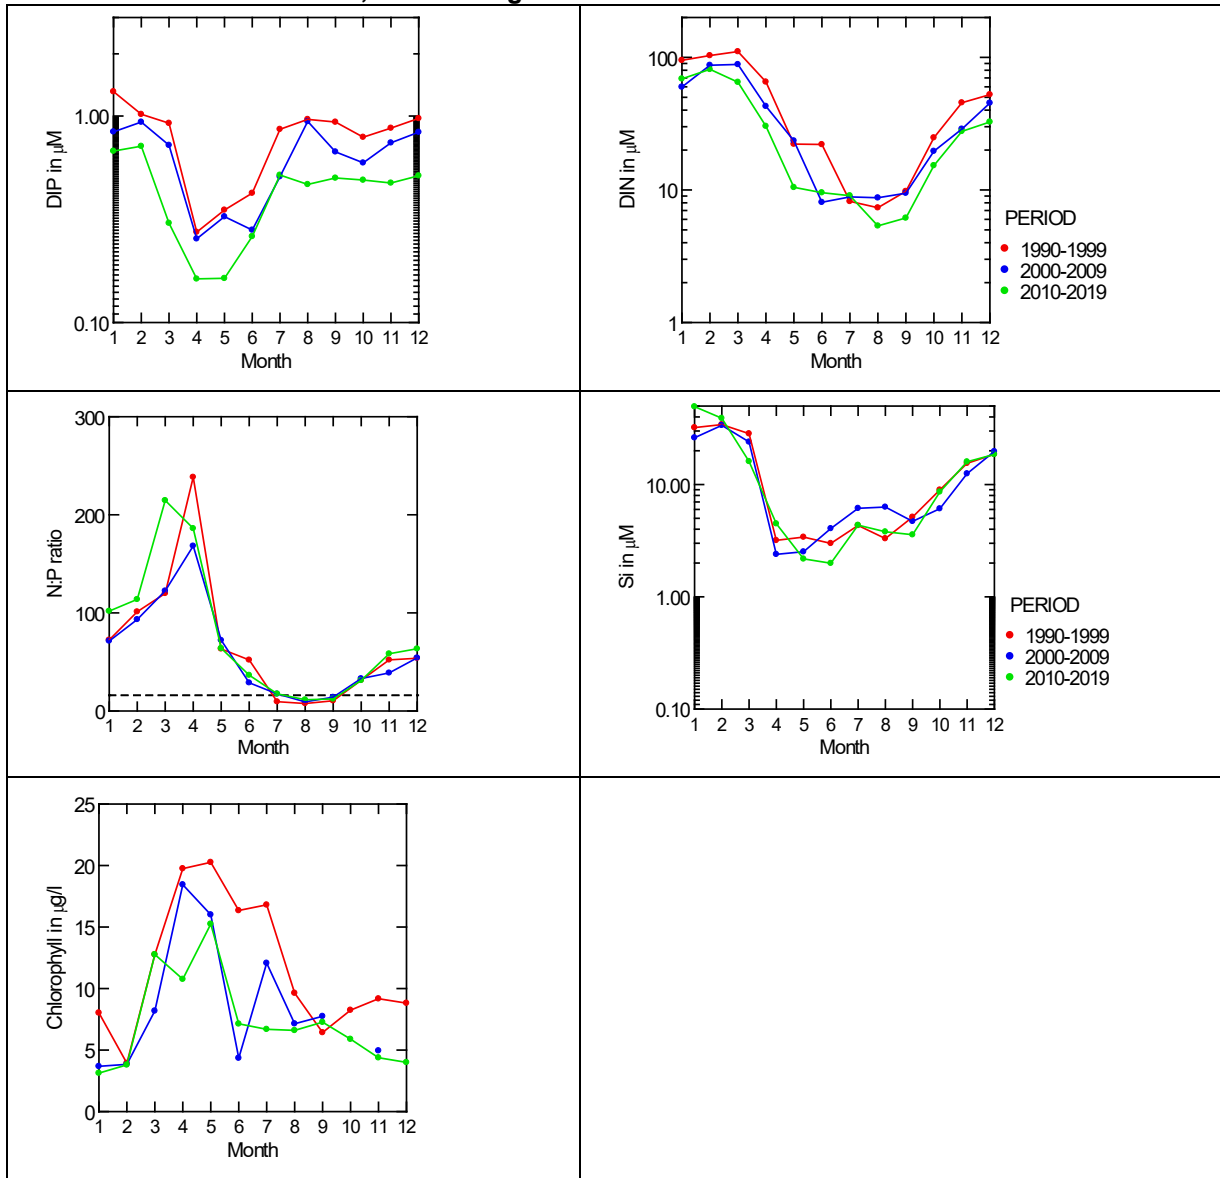 1.00
0.10
DIP in µM
1 2 3 4 5 6 7 8 9 10 11 12
Month
100
10
1
DIN in µM
1 2 3 4 5 6 7 8 9 10 11 12
Month
PERIOD
1990-1999
2000-2009
2010-2019
300
200
100
0
N:P ratio
1 2 3 4 5 6 7 8 9 10 11 12
Month
10.00
1.00
0.10
Si in µM
1 2 3 4 5 6 7 8 9 10 11 12
Month
PERIOD
1990-1999
2000-2009
2010-2019
25
20
15
10
5
0
Chlorophyll in µg/l
1 2 3 4 5 6 7 8 9 10 11 12
Month